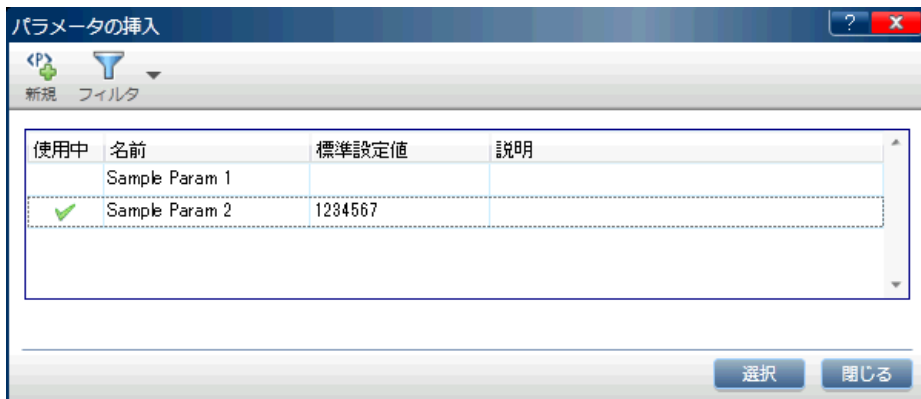 パラメータの挿入
?
<P>
新規 フィルタ
使用中 名前 標準設定値 説明
Sample Param 1
Sample Param 2 1234567
選択 閉じる